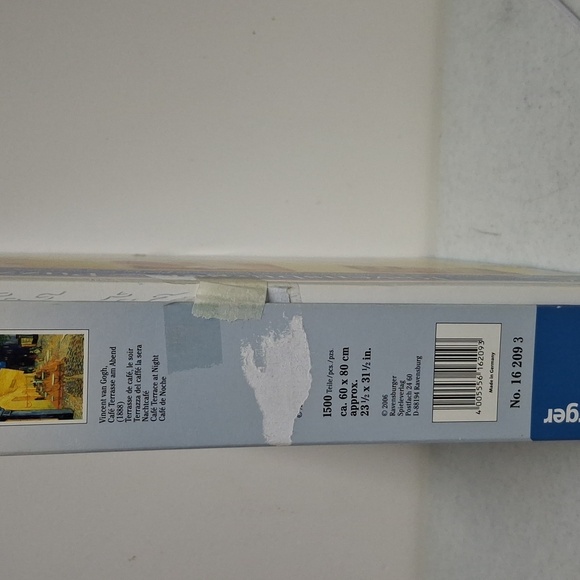 Vincent van Gogh,
Café Terrasse am Abend
(1888)
Terrasse de café, le soir
Terrazza del caffè la sera
Nachtcafé
Café Terrace at Night
Café de Noche
1500 Teile/pcs./pzs.
ca. 60 x 80 cm
approx.
23 ½ x 31 ½ in.
© 2006
Ravensburger
Spieleverlag
Postfach 24 60
D-88194 Ravensburg
4 005556 162093
Made in Germany
No. 16 209 3
rger